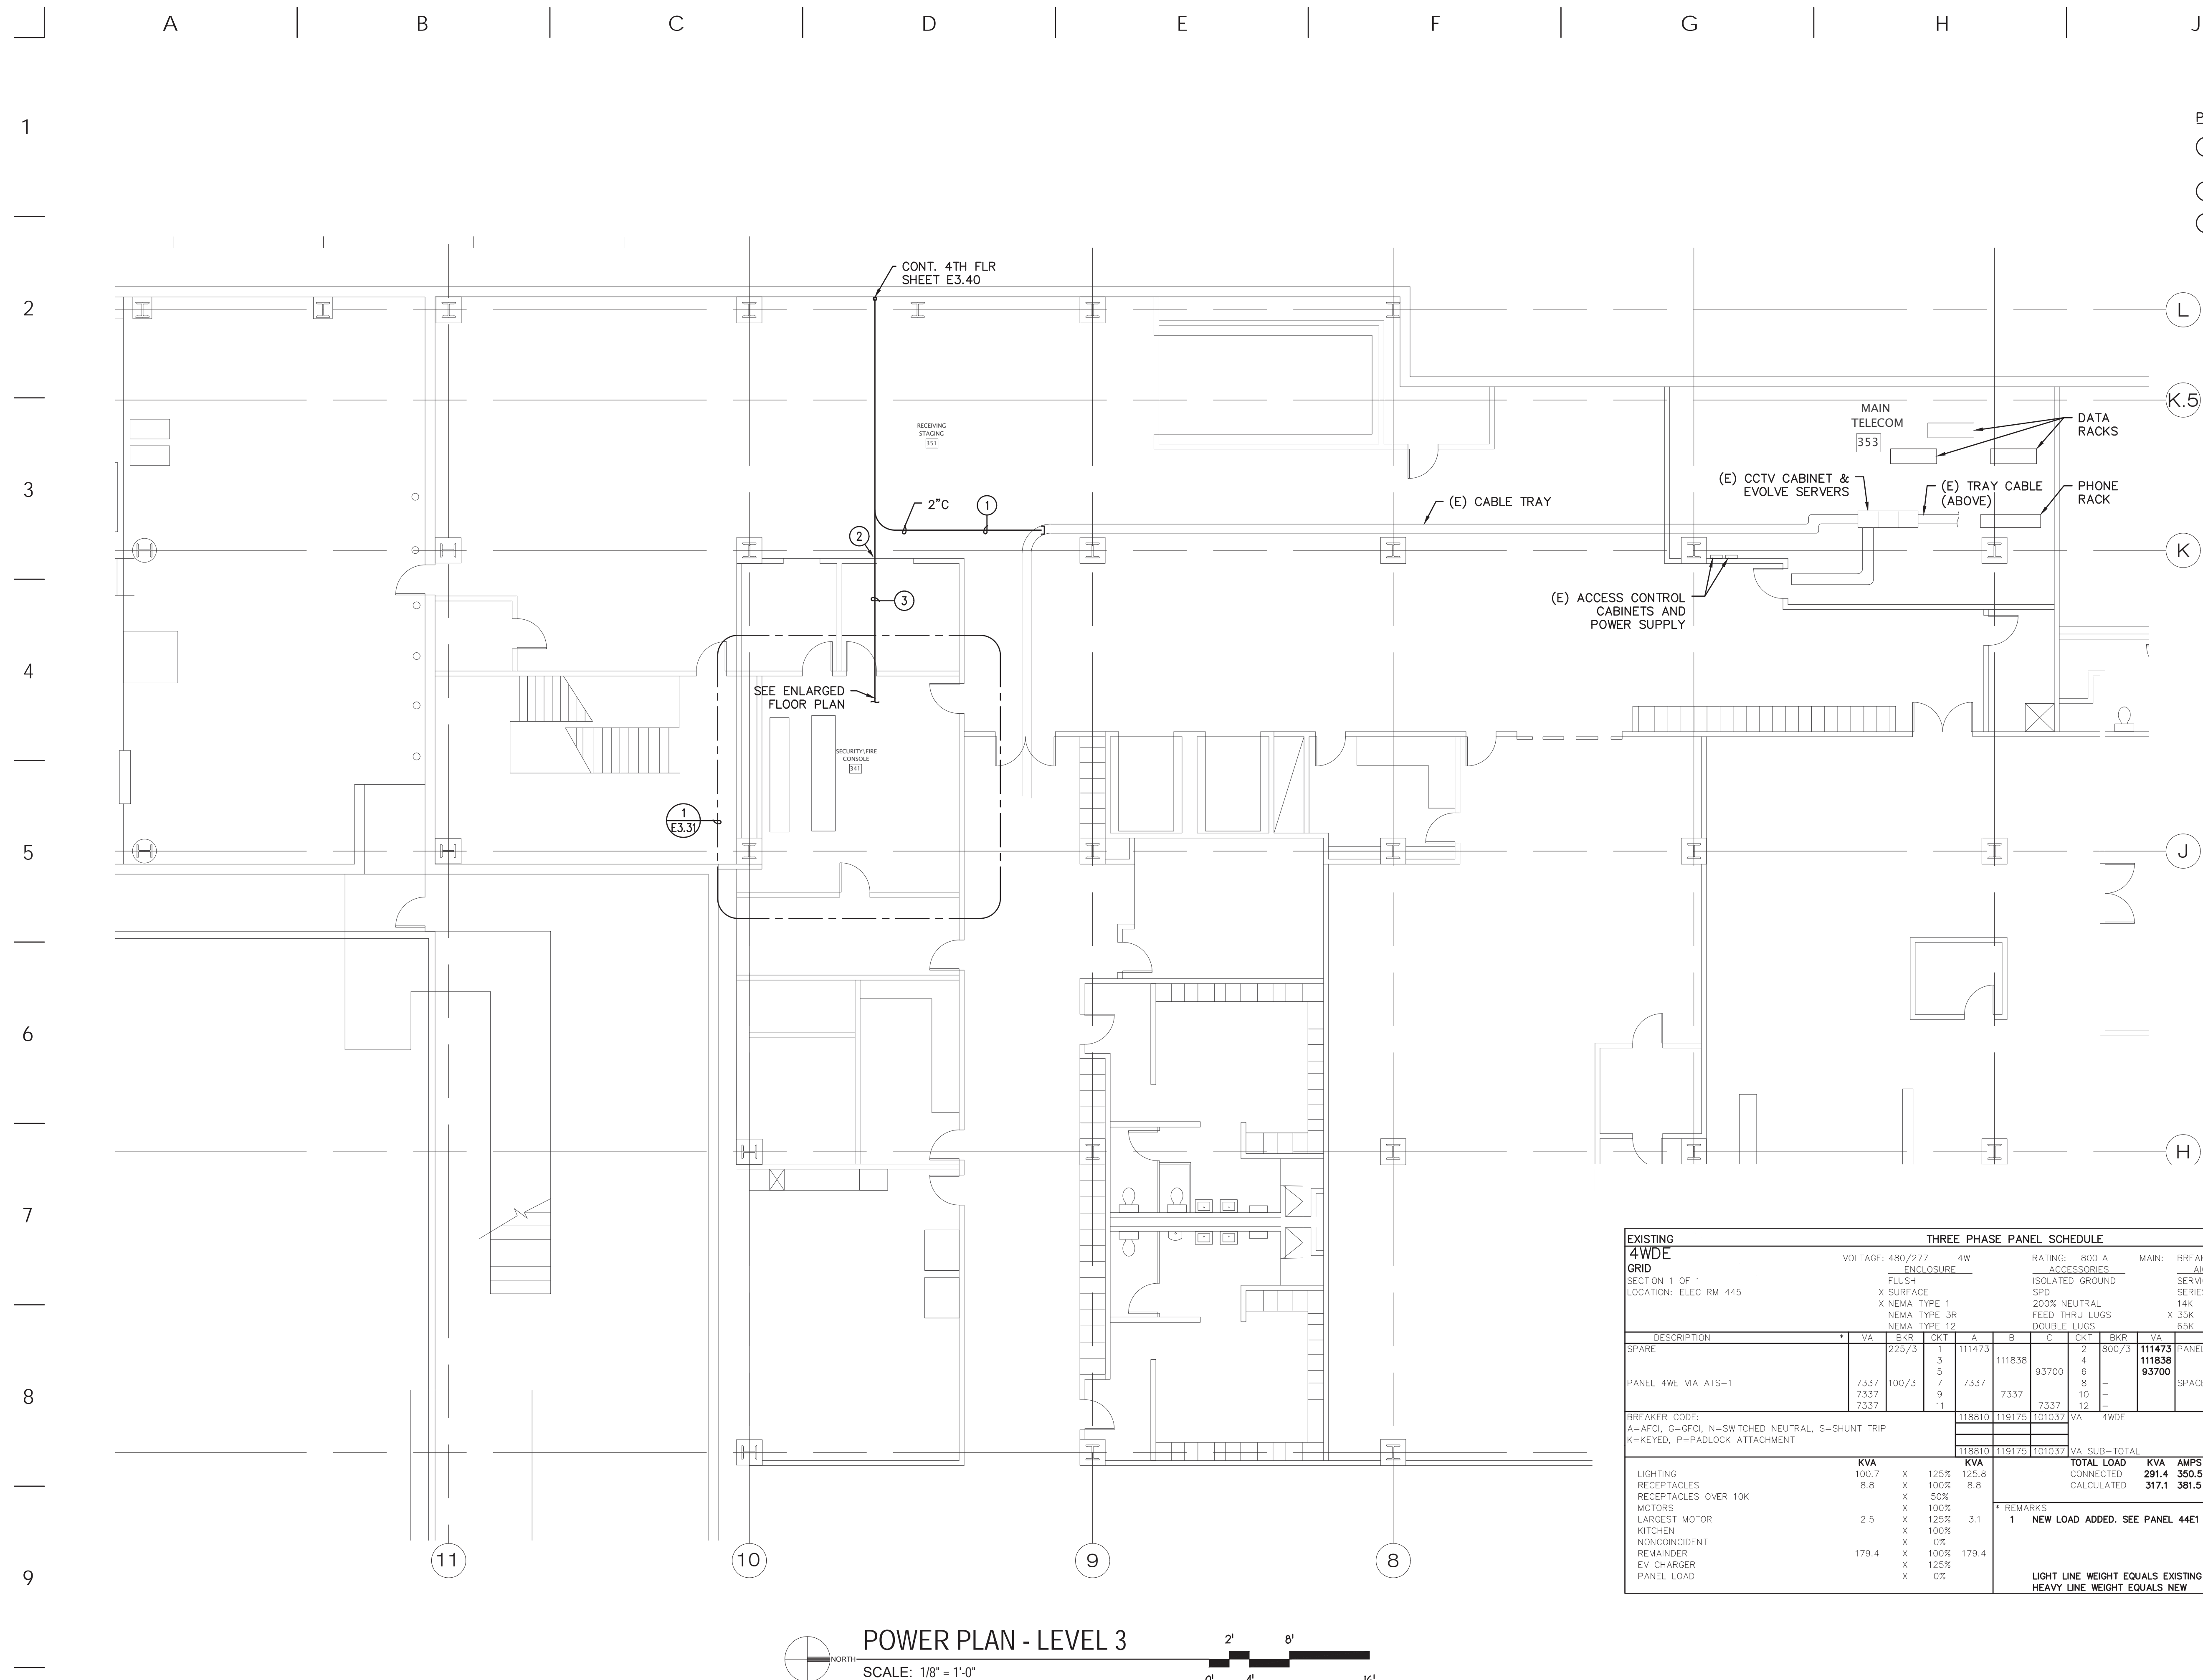 A B C D E F G H J
1
2
3
4
5
6
7
8
9
CONT. 4TH FLR
SHEET E3.40
L
K.5
K
J
H
RECEIVING
STAGING
351
MAIN
TELECOM
353
DATA
RACKS
2"C
1
2
3
(E) CABLE TRAY
(E) CCTV CABINET &
EVOLVE SERVERS
(E) TRAY CABLE
(ABOVE)
PHONE
RACK
(E) ACCESS CONTROL
CABINETS AND
POWER SUPPLY
SEE ENLARGED
FLOOR PLAN
SECURITY\FIRE
CONSOLE
341
1
E3.31
11
10
9
8
EXISTING THREE PHASE PANEL SCHEDULE
4WDE VOLTAGE: 480/277 4W RATING: 800 A MAIN:
GRID ENCLOSURE ACCESSORIES
SECTION 1 OF 1 FLUSH ISOLATED GROUND
LOCATION: ELEC RM 445 X SURFACE SPD
X NEMA TYPE 1 200% NEUTRAL 14K
NEMA TYPE 3R FEED THRU LUGS X 35K
NEMA TYPE 12 DOUBLE LUGS 65K
DESCRIPTION * VA BKR CKT A B C CKT BKR VA
SPARE 225/3 1 111473 2 800/3 111473 PANEL
3 111838 4 111838
5 93700 6 93700
PANEL 4WE VIA ATS-1 7337 100/3 7 7337 8 - SPACE
7337 9 7337 10 -
7337 11 7337 12 -
BREAKER CODE: 118810 119175 101037 VA 4WDE
A=AFCI, G=GFCI, N=SWITCHED NEUTRAL, S=SHUNT TRIP
K=KEYED, P=PADLOCK ATTACHMENT
118810 119175 101037 VA SUB-TOTAL
KVA KVA TOTAL LOAD KVA AMPS
LIGHTING 100.7 X 125% 125.8 CONNECTED 291.4 350.5
RECEPTACLES 8.8 X 100% 8.8 CALCULATED 317.1 381.5
RECEPTACLES OVER 10K X 50%
MOTORS X 100% * REMARKS
LARGEST MOTOR 2.5 X 125% 3.1 1 NEW LOAD ADDED. SEE PANEL 44E1
KITCHEN X 100%
NONCOINCIDENT X 0%
REMAINDER 179.4 X 100% 179.4
EV CHARGER X 125%
PANEL LOAD X 0% LIGHT LINE WEIGHT EQUALS EXISTING
HEAVY LINE WEIGHT EQUALS NEW
POWER PLAN - LEVEL 3
NORTH
SCALE: 1/8" = 1'-0"
2' 8'
0' 4' 16'